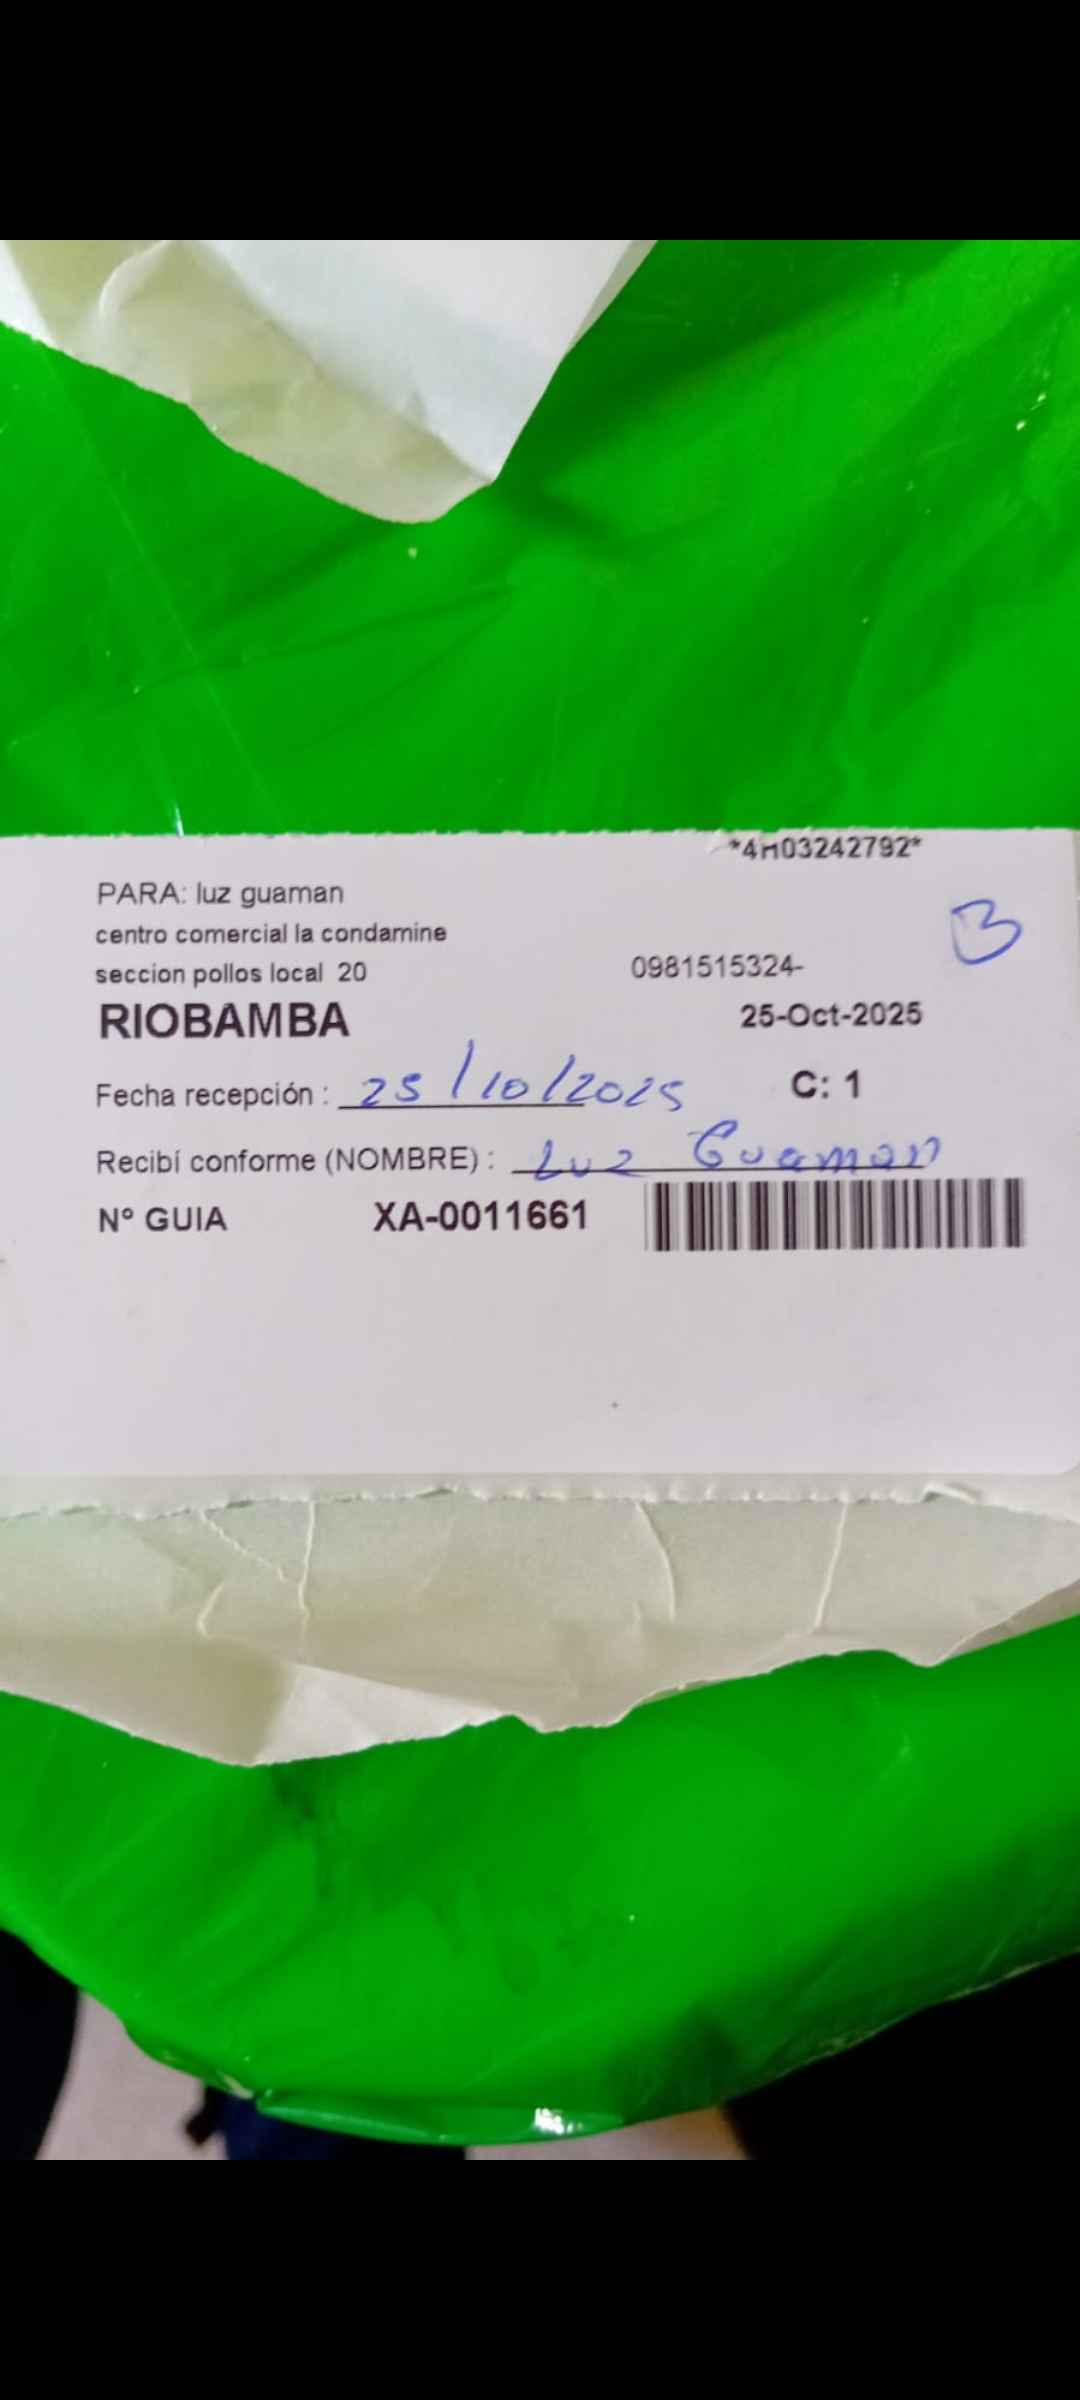 *4H03242792*
PARA: luz guaman
centro comercial la condamine
seccion pollos local 20 0981515324-
B
RIOBAMBA 25-Oct-2025
Fecha recepción : 25/10/2025 C: 1
Recibí conforme (NOMBRE) : Luz Guaman
Nº GUIA XA-0011661